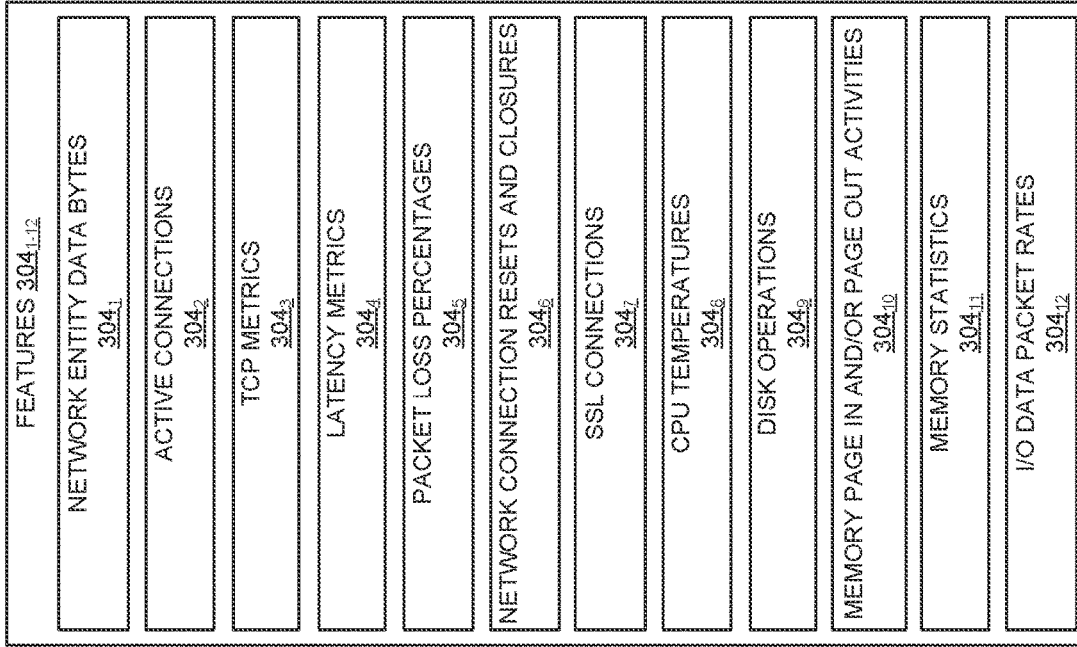 FEATURES 304₁₋₁₂
NETWORK ENTITY DATA BYTES
304₁
ACTIVE CONNECTIONS
304₂
TCP METRICS
304₃
LATENCY METRICS
304₄
PACKET LOSS PERCENTAGES
304₅
NETWORK CONNECTION RESETS AND CLOSURES
304₆
SSL CONNECTIONS
304₇
CPU TEMPERATURES
304₈
DISK OPERATIONS
304₉
MEMORY PAGE IN AND/OR PAGE OUT ACTIVITIES
304₁₀
MEMORY STATISTICS
304₁₁
I/O DATA PACKET RATES
304₁₂